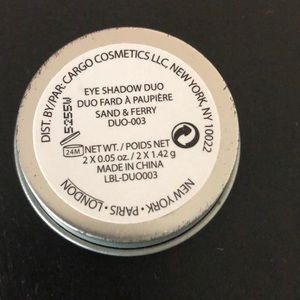 DIST. BY/PAR: CARGO COSMETICS LLC, NEW YORK, NY 10022
EYE SHADOW DUO
DUO FARD À PAUPIÈRE
SAND & FERRY
DUO-003
24M
NET WT. / POIDS NET
2 X 0.05 oz. / 2 X 1.42 g
MADE IN CHINA
LBL-DUO003
NEW YORK • PARIS • LONDON